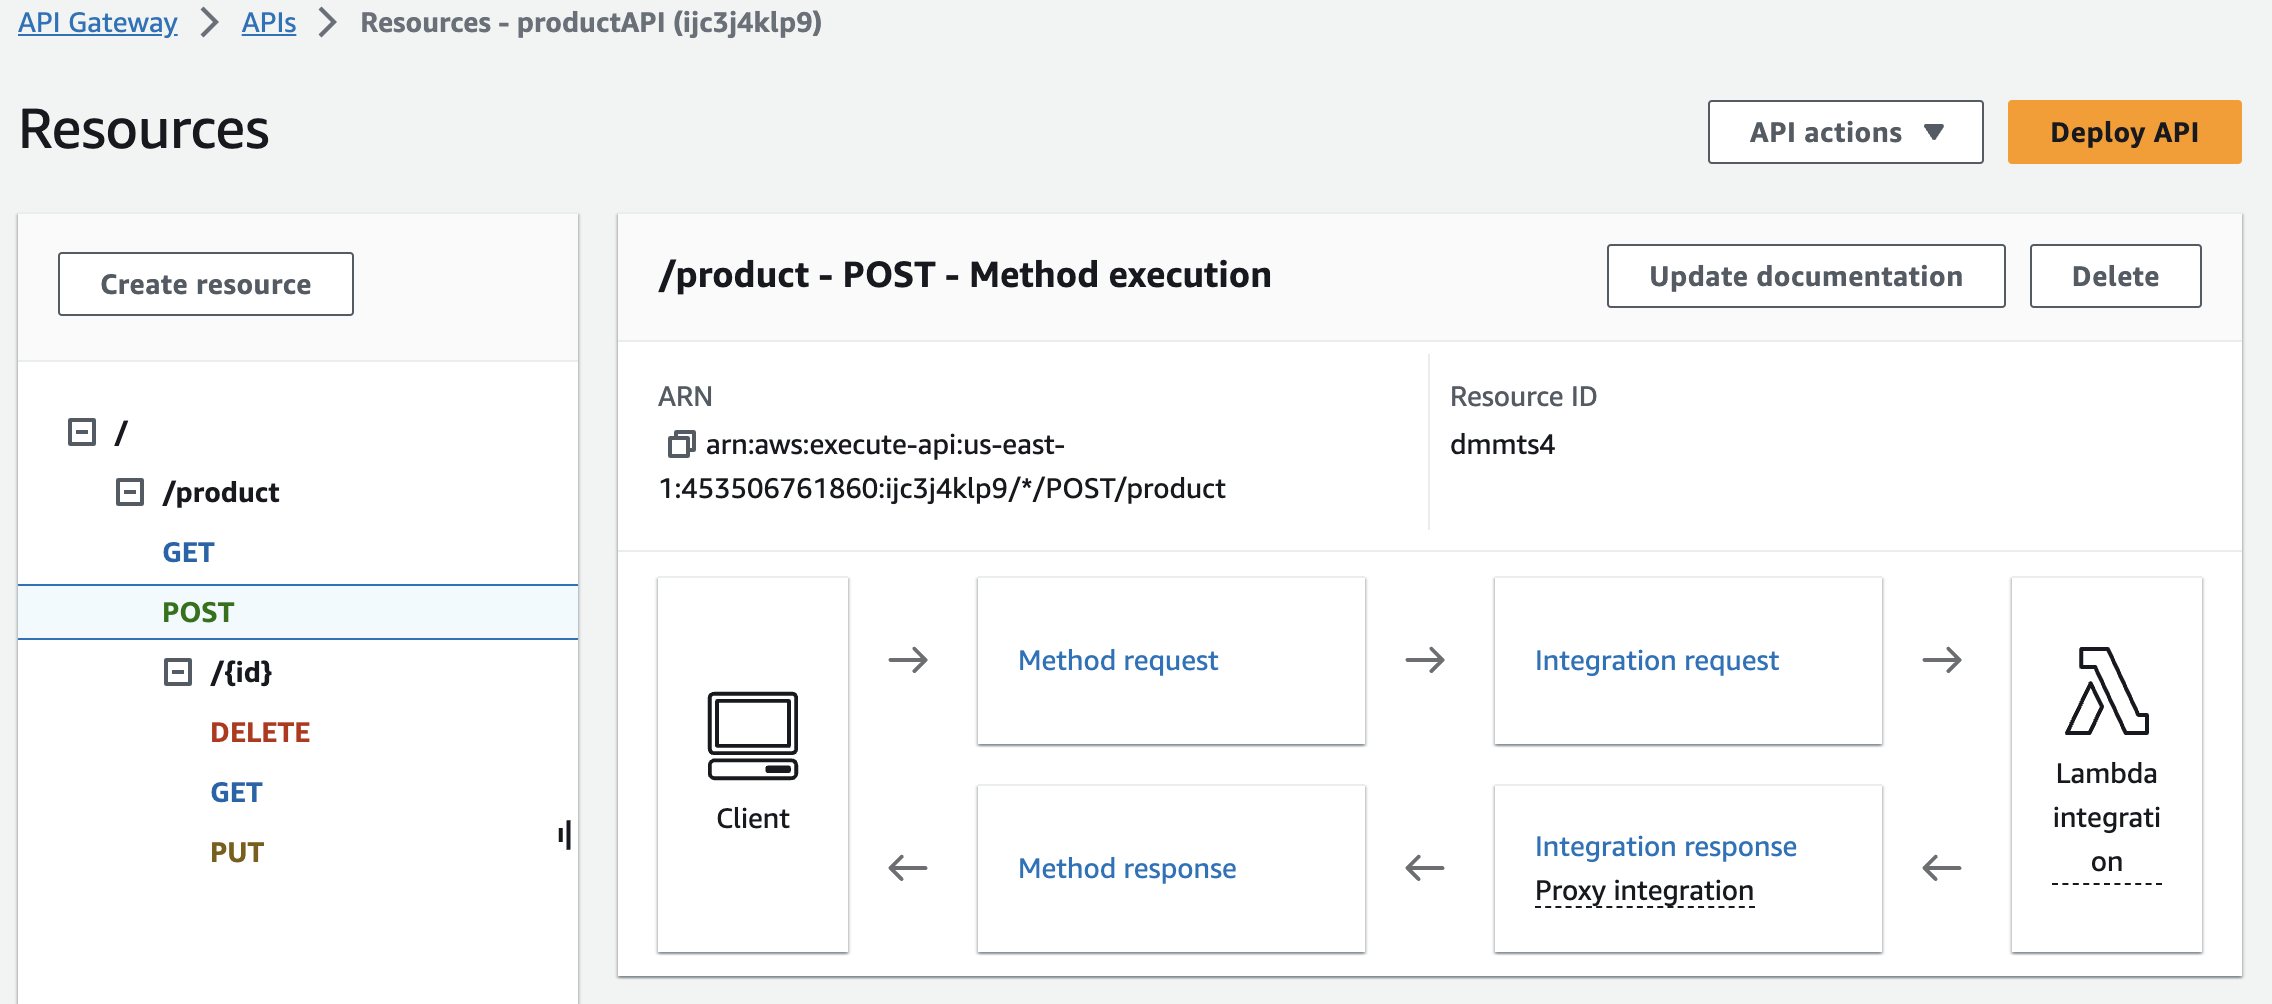 API Gateway > APIs > Resources - productAPI (ijc3j4klp9)
Resources
API actions ▼
Deploy API
Create resource
/
/product
GET
POST
/{id}
DELETE
GET
PUT
/product - POST - Method execution
Update documentation
Delete
ARN
arn:aws:execute-api:us-east-
1:453506761860:ijc3j4klp9/*/POST/product
Resource ID
dmmts4
Client
Method request
Integration request
Lambda
integrati
on
Method response
Integration response
Proxy integration